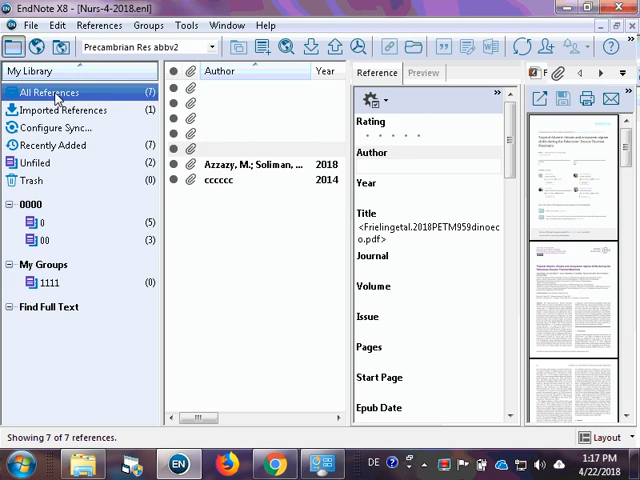 EndNote X8 - [Nurs-4-2018.enl]
File Edit References Groups Tools Window Help
Precambrian Res abbv2
My Library
All References (7)
Imported References (1)
Configure Sync...
Recently Added (7)
Unfiled (2)
Trash (0)
0000
0 (5)
00 (3)
My Groups
1111 (0)
Find Full Text
Author Year
Azzazy, M.; Soliman, ... 2018
cccccc 2014
Reference Preview
Rating
Author
Year
Title
<Frielingetal.2018PETM959dinoec
o.pdf>
Journal
Volume
Issue
Pages
Start Page
Epub Date
F
Showing 7 of 7 references.
Layout
EN
DE
1:17 PM
4/22/2018